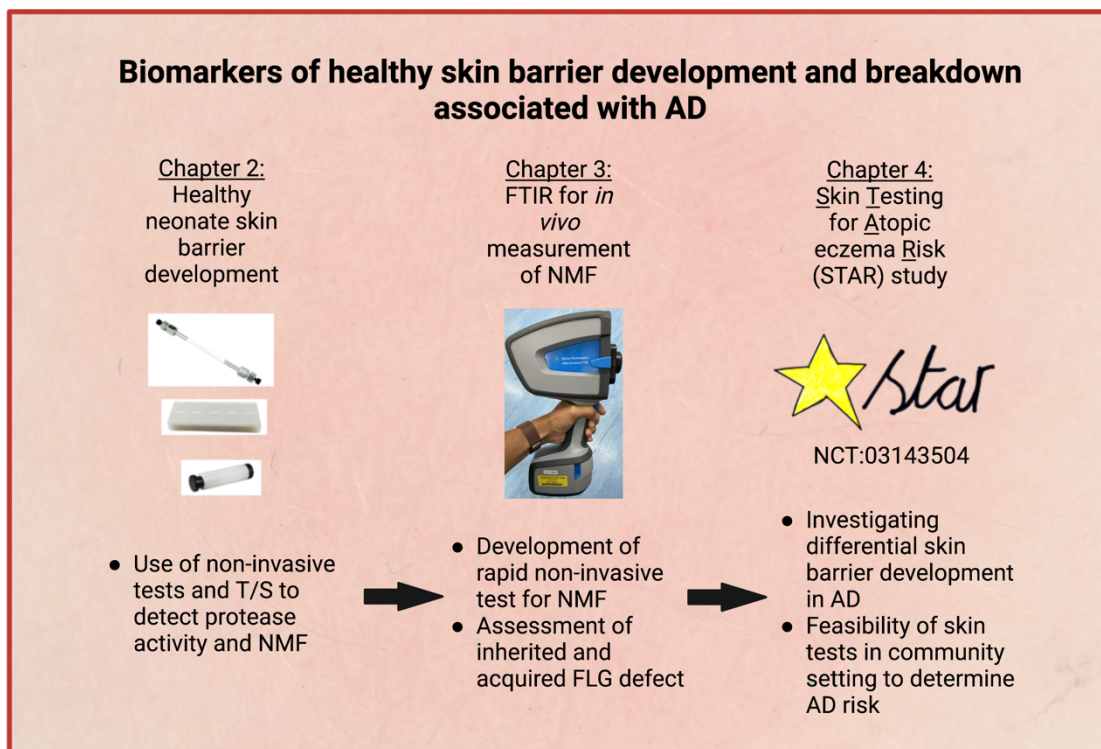 Biomarkers of healthy skin barrier development and breakdown
associated with AD
Chapter 2:
Healthy
neonate skin
barrier
development
● Use of non-invasive
tests and T/S to
detect protease
activity and NMF
Chapter 3:
FTIR for in
vivo
measurement
of NMF
● Development of
rapid non-invasive
test for NMF
● Assessment of
inherited and
acquired FLG defect
Chapter 4:
Skin Testing
for Atopic
eczema Risk
(STAR) study
star
NCT:03143504
● Investigating
differential skin
barrier development
in AD
● Feasibility of skin
tests in community
setting to determine
AD risk